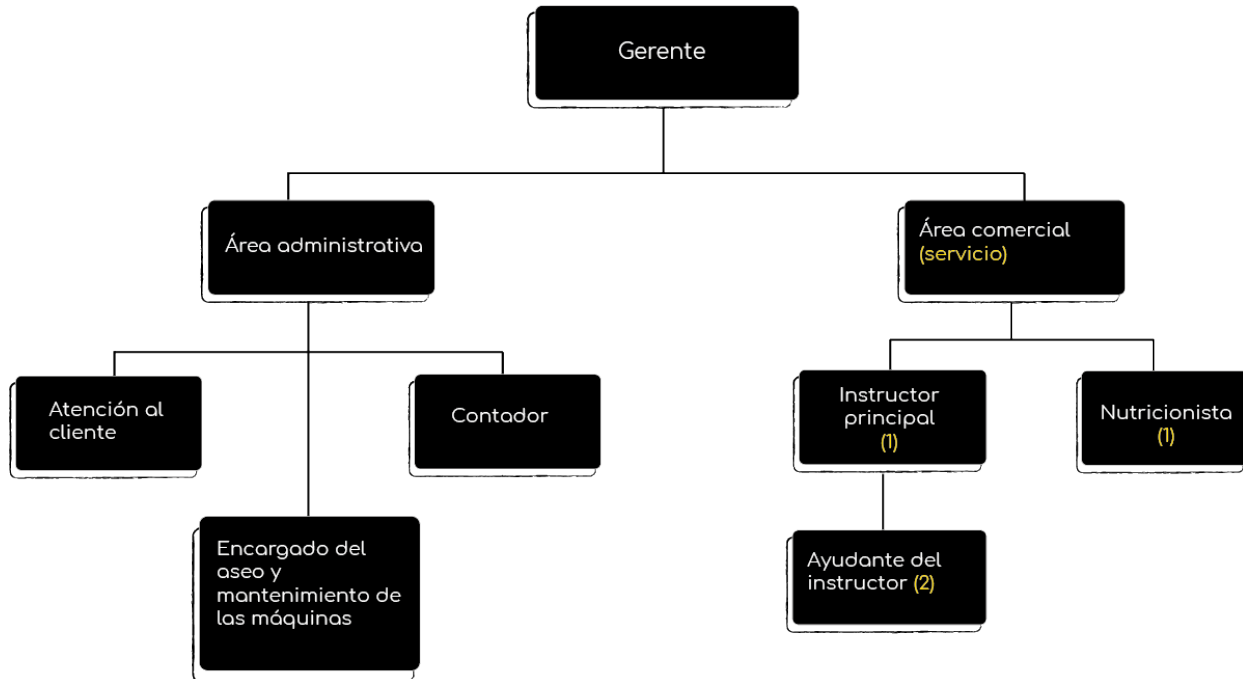 Gerente
Área administrativa
Área comercial
(servicio)
Atención al
cliente
Contador
Instructor
principal
(1)
Nutricionista
(1)
Encargado del
aseo y
mantenimiento de
las máquinas
Ayudante del
instructor (2)